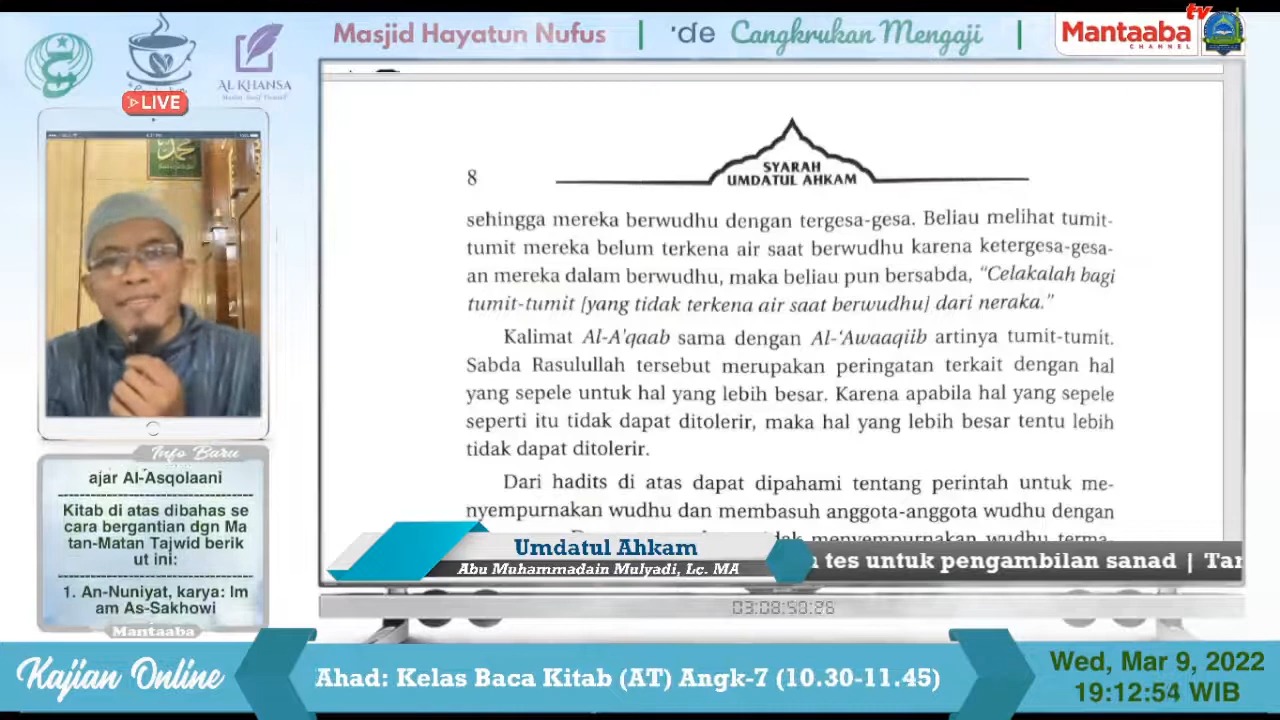 Masjid Hayatun Nufus | 'de Cangkrukan Mengaji |
Mantaaba tv
CHANNEL
AL KHANSA
LIVE
8
SYARAH
UMDATUL AHKAM
sehingga mereka berwudhu dengan tergesa-gesa. Beliau melihat tumit-
tumit mereka belum terkena air saat berwudhu karena ketergesa-gesa-
an mereka dalam berwudhu, maka beliau pun bersabda, “Celakalah bagi
tumit-tumit [yang tidak terkena air saat berwudhu] dari neraka.”
Kalimat Al-A'qaab sama dengan Al-‘Awaaqiib artinya tumit-tumit.
Sabda Rasulullah tersebut merupakan peringatan terkait dengan hal
yang sepele untuk hal yang lebih besar. Karena apabila hal yang sepele
seperti itu tidak dapat ditolerir, maka hal yang lebih besar tentu lebih
tidak dapat ditolerir.
Dari hadits di atas dapat dipahami tentang perintah untuk me-
nyempurnakan wudhu dan membasuh anggota-anggota wudhu dengan
menyempurnakan wudhu terma-
Info Baru
ajar Al-Asqolaani
Kitab di atas dibahas se
cara bergantian dgn Ma
tan-Matan Tajwid berik
ut ini:
1. An-Nuniyat, karya: Im
am As-Sakhowi
Mantaaba
Umdatul Ahkam
Abu Muhammadain Mulyadi, Lc. MA
tes untuk pengambilan sanad | Tar
03:08:50:26
Kajian Online
Ahad: Kelas Baca Kitab (AT) Angk-7 (10.30-11.45)
Wed, Mar 9, 2022
19:12:54 WIB